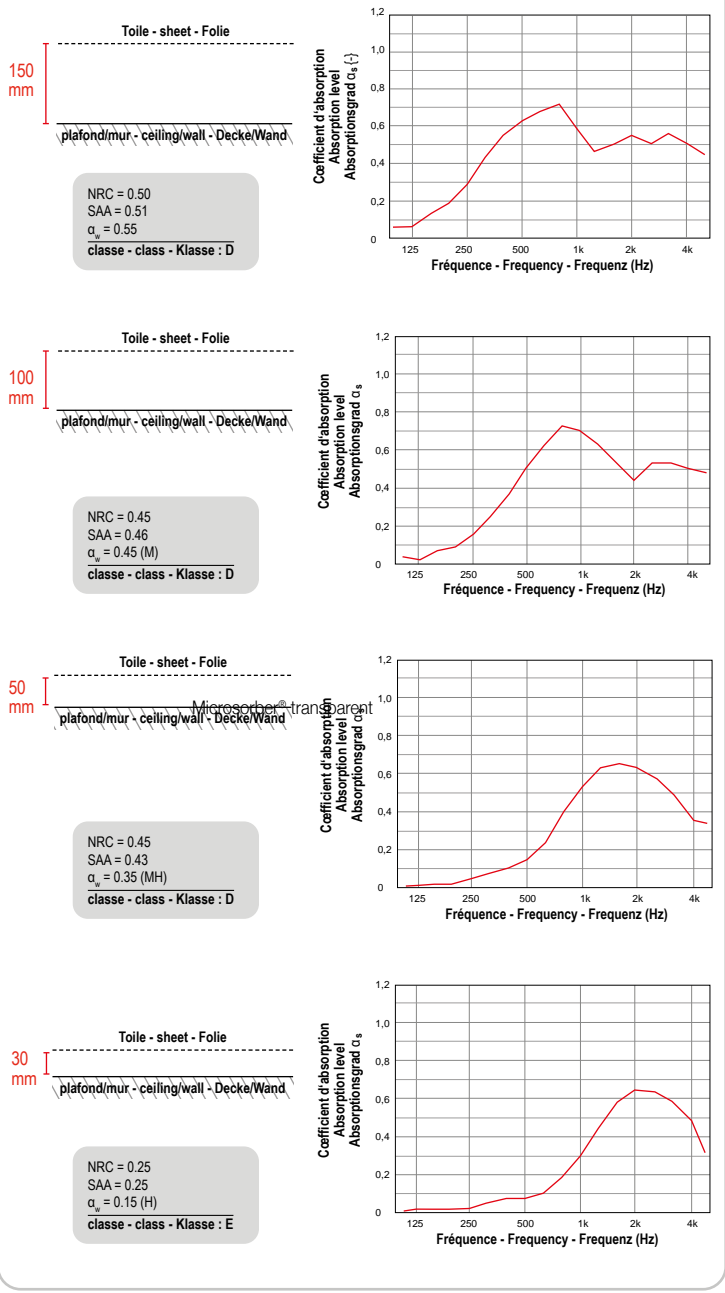 Toile - sheet - Folie
150
mm
plafond/mur - ceiling/wall - Decke/Wand
NRC = 0.50
SAA = 0.51
αw = 0.55
classe - class - Klasse : D
Cœfficient d'absorption
Absorption level
Absorptionsgrad αs {-}
1,2
1,0
0,8
0,6
0,4
0,2
0
125 250 500 1k 2k 4k
Fréquence - Frequency - Frequenz (Hz)
Toile - sheet - Folie
100
mm
plafond/mur - ceiling/wall - Decke/Wand
NRC = 0.45
SAA = 0.46
αw = 0.45 (M)
classe - class - Klasse : D
Cœfficient d'absorption
Absorption level
Absorptionsgrad αs
1,2
1,0
0,8
0,6
0,4
0,2
0
125 250 500 1k 2k 4k
Fréquence - Frequency - Frequenz (Hz)
Toile - sheet - Folie
50
mm
Microsorber® transparent
plafond/mur - ceiling/wall - Decke/Wand
NRC = 0.45
SAA = 0.43
αw = 0.35 (MH)
classe - class - Klasse : D
Cœfficient d'absorption
Absorption level
Absorptionsgrad αs
1,2
1,0
0,8
0,6
0,4
0,2
0
125 250 500 1k 2k 4k
Fréquence - Frequency - Frequenz (Hz)
Toile - sheet - Folie
30
mm
plafond/mur - ceiling/wall - Decke/Wand
NRC = 0.25
SAA = 0.25
αw = 0.15 (H)
classe - class - Klasse : E
Cœfficient d'absorption
Absorption level
Absorptionsgrad αs
1,2
1,0
0,8
0,6
0,4
0,2
0
125 250 500 1k 2k 4k
Fréquence - Frequency - Frequenz (Hz)